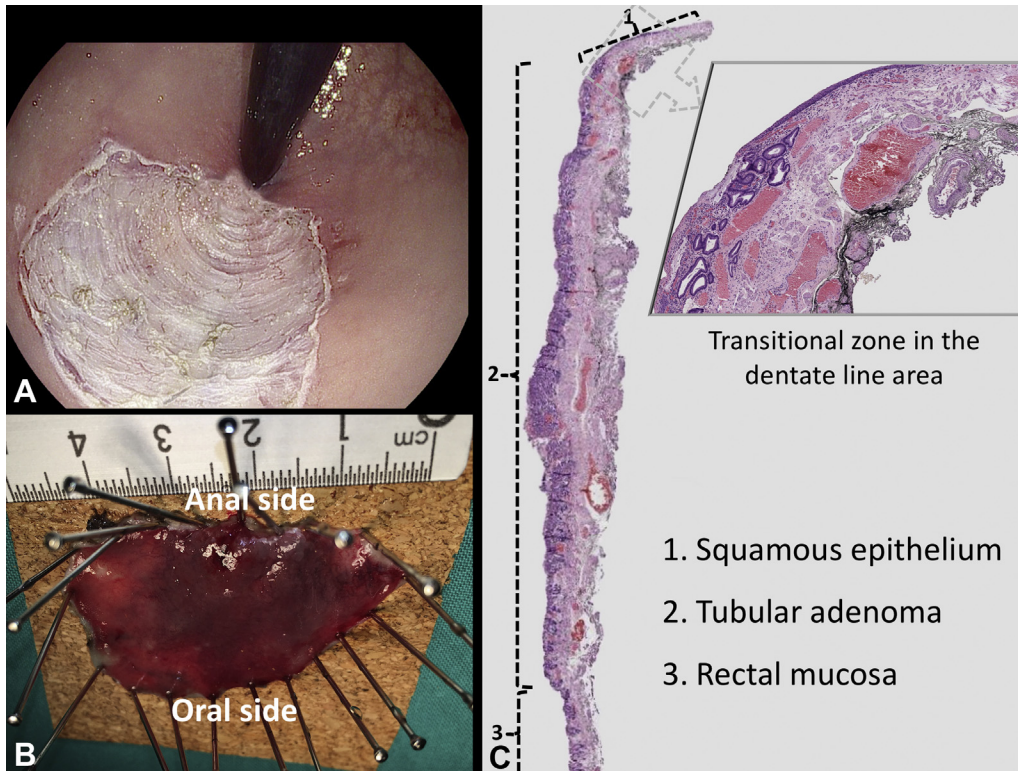 A
4
3
2
1
0
cm
Anal side
Oral side
B
1
2
3
C
Transitional zone in the
dentate line area
1. Squamous epithelium
2. Tubular adenoma
3. Rectal mucosa